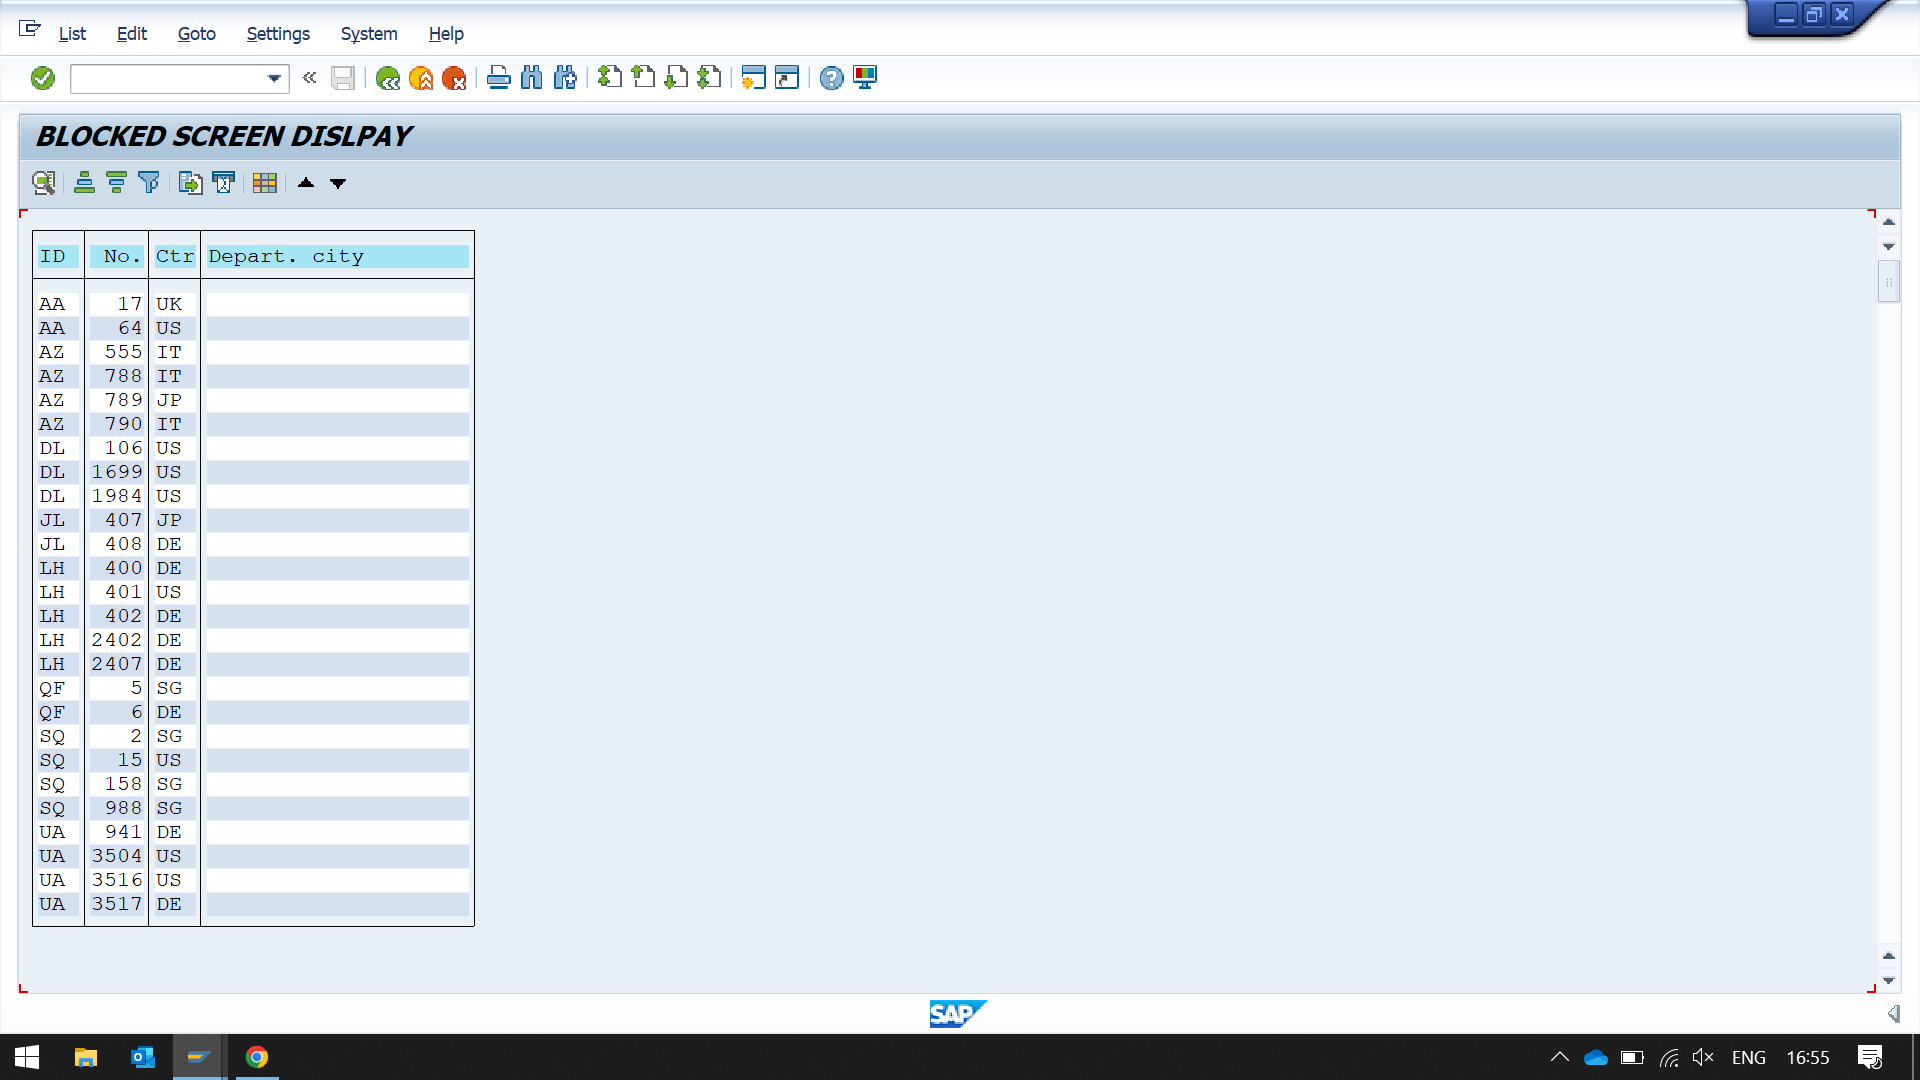 List Edit Goto Settings System Help
BLOCKED SCREEN DISLPAY
ID No. Ctr Depart. city
AA 17 UK
AA 64 US
AZ 555 IT
AZ 788 IT
AZ 789 JP
AZ 790 IT
DL 106 US
DL 1699 US
DL 1984 US
JL 407 JP
JL 408 DE
LH 400 DE
LH 401 US
LH 402 DE
LH 2402 DE
LH 2407 DE
QF 5 SG
QF 6 DE
SQ 2 SG
SQ 15 US
SQ 158 SG
SQ 988 SG
UA 941 DE
UA 3504 US
UA 3516 US
UA 3517 DE
SAP
ENG 16:55